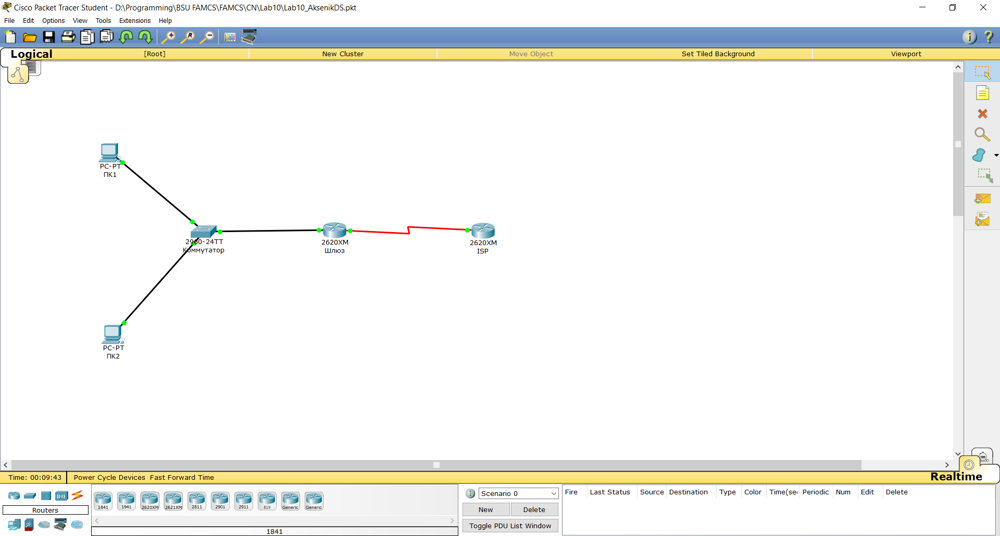 Cisco Packet Tracer Student - D:\Programming\BSU FAMCS\FAMCS\CN\Lab10\Lab10_AksenikDS.pkt
File Edit Options View Tools Extensions Help
Logical [Root] New Cluster Move Object Set Tiled Background Viewport
PC-PT
ПК1
2960-24TT
Коммутатор
2620XM
Шлюз
2620XM
ISP
PC-PT
ПК2
Time: 00:09:43 Power Cycle Devices Fast Forward Time
Realtime
Routers
1841 1941 2620XM 2621XM 2811 2901 2911 819 Generic Generic
1841
Scenario 0
New Delete
Toggle PDU List Window
Fire Last Status Source Destination Type Color Time(se Periodic Num Edit Delete